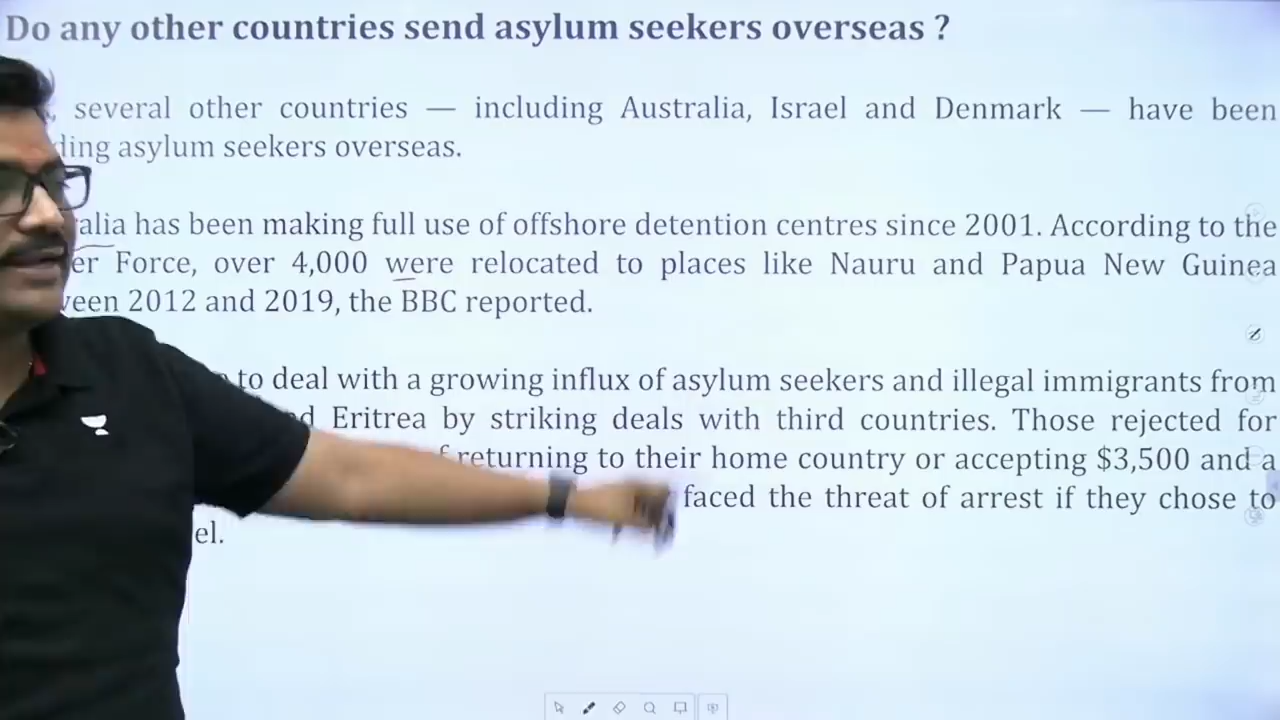 Do any other countries send asylum seekers overseas ?
several other countries — including Australia, Israel and Denmark — have been
asylum seekers overseas.
has been making full use of offshore detention centres since 2001. According to the
Force, over 4,000 were relocated to places like Nauru and Papua New Guinea
2012 and 2019, the BBC reported.
to deal with a growing influx of asylum seekers and illegal immigrants from
Eritrea by striking deals with third countries. Those rejected for
returning to their home country or accepting $3,500 and a
faced the threat of arrest if they chose to